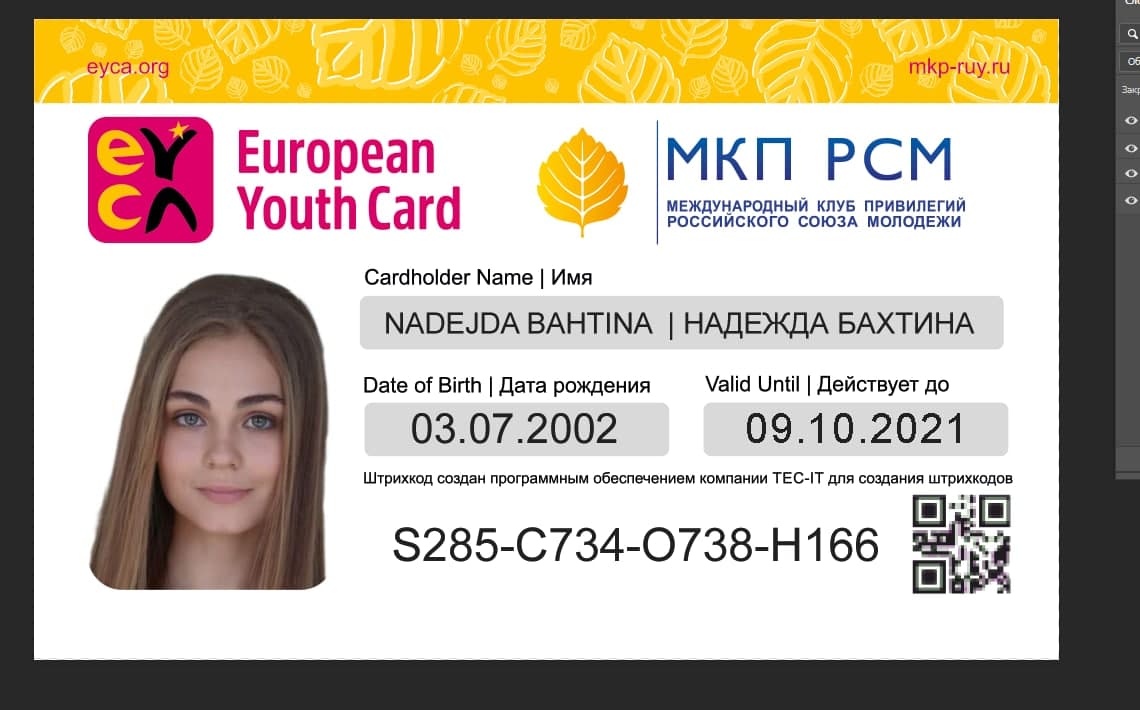 eyca.org mkp-ruy.ru
eyca European
Youth Card
МКП РСМ
МЕЖДУНАРОДНЫЙ КЛУБ ПРИВИЛЕГИЙ
РОССИЙСКОГО СОЮЗА МОЛОДЕЖИ
Cardholder Name | Имя
NADEJDA BAHTINA | НАДЕЖДА БАХТИНА
Date of Birth | Дата рождения
03.07.2002
Valid Until | Действует до
09.10.2021
Штрихкод создан программным обеспечением компании TEC-IT для создания штрихкодов
S285-C734-O738-H166